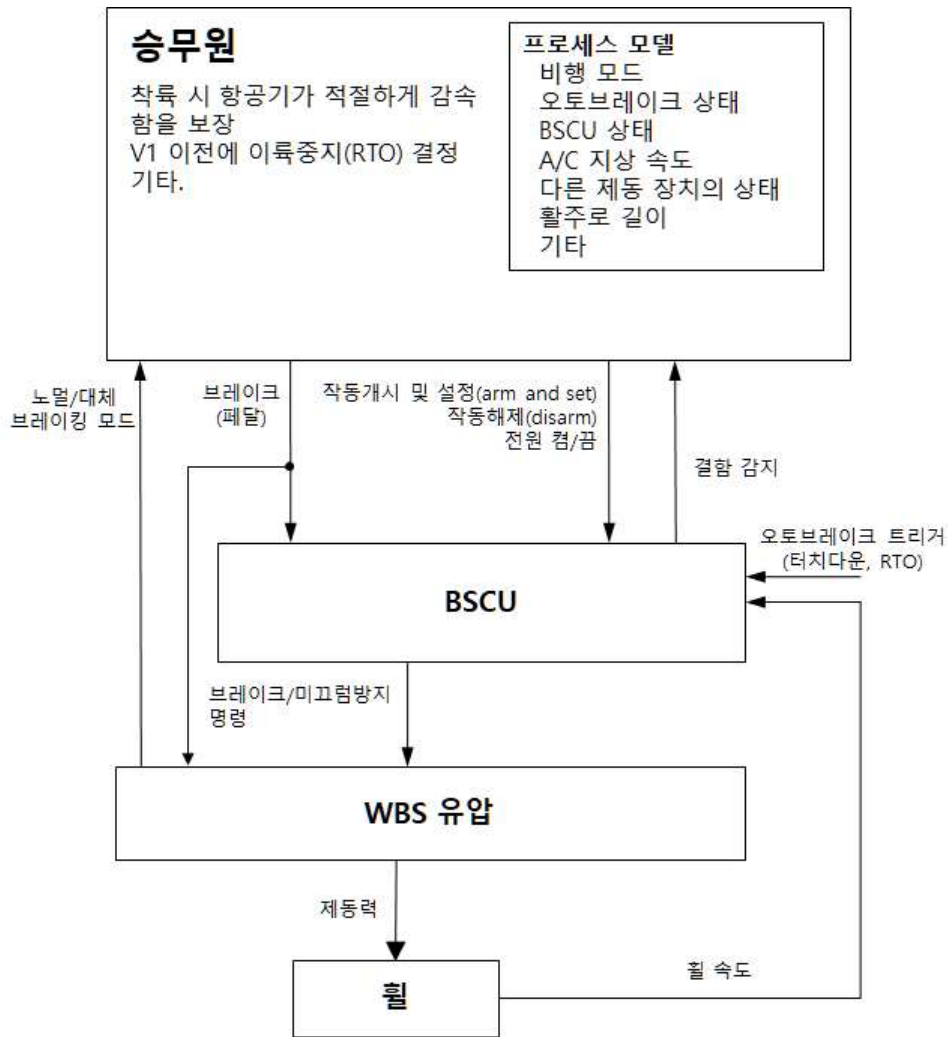 승무원
착륙 시 항공기가 적절하게 감속
함을 보장
V1 이전에 이륙중지(RTO) 결정
기타.
프로세스 모델
비행 모드
오토브레이크 상태
BSCU 상태
A/C 지상 속도
다른 제동 장치의 상태
활주로 길이
기타
노멀/대체
브레이킹 모드
브레이크
(페달)
작동개시 및 설정(arm and set)
작동해제(disarm)
전원 켬/끔
결함 감지
오토브레이크 트리거
(터치다운, RTO)
BSCU
브레이크/미끄럼방지
명령
WBS 유압
제동력
휠
휠 속도